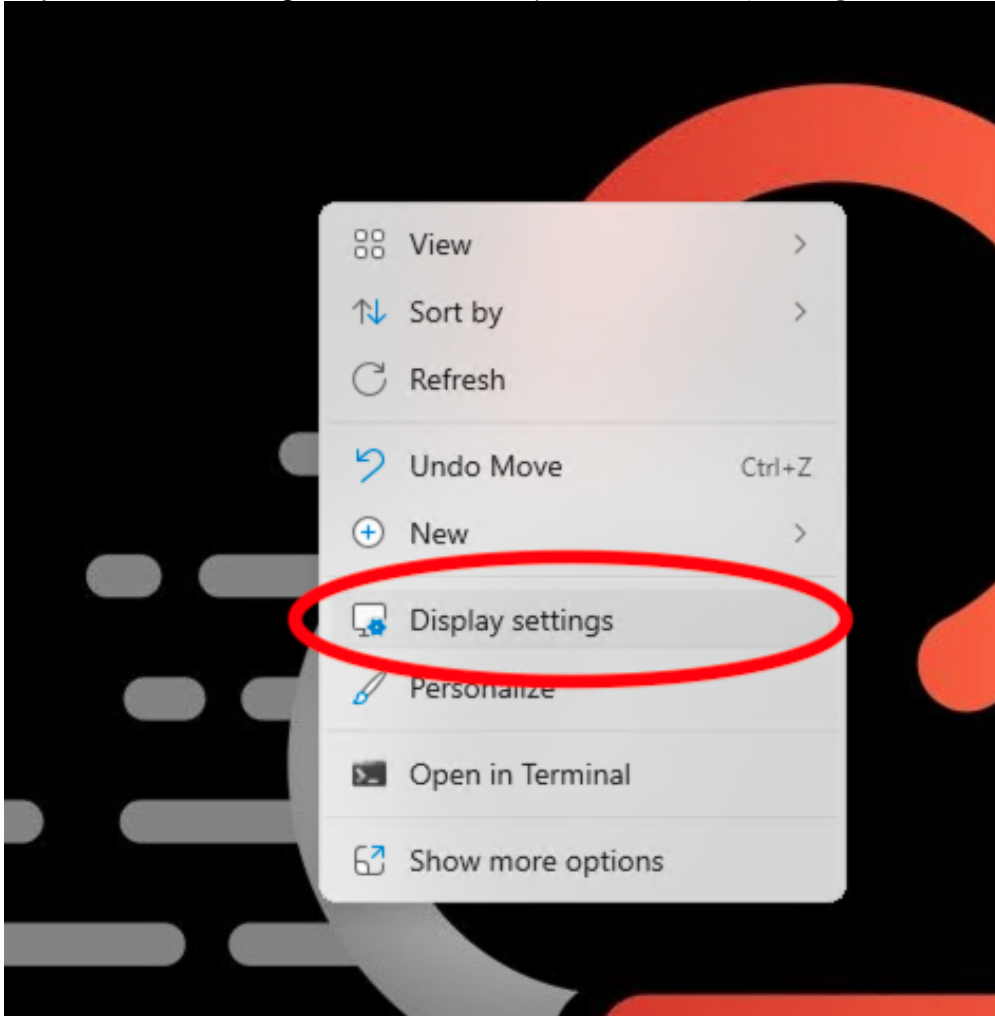 View
Sort by
Refresh
Undo Move Ctrl+Z
New
Display settings
Personalize
Open in Terminal
Show more options